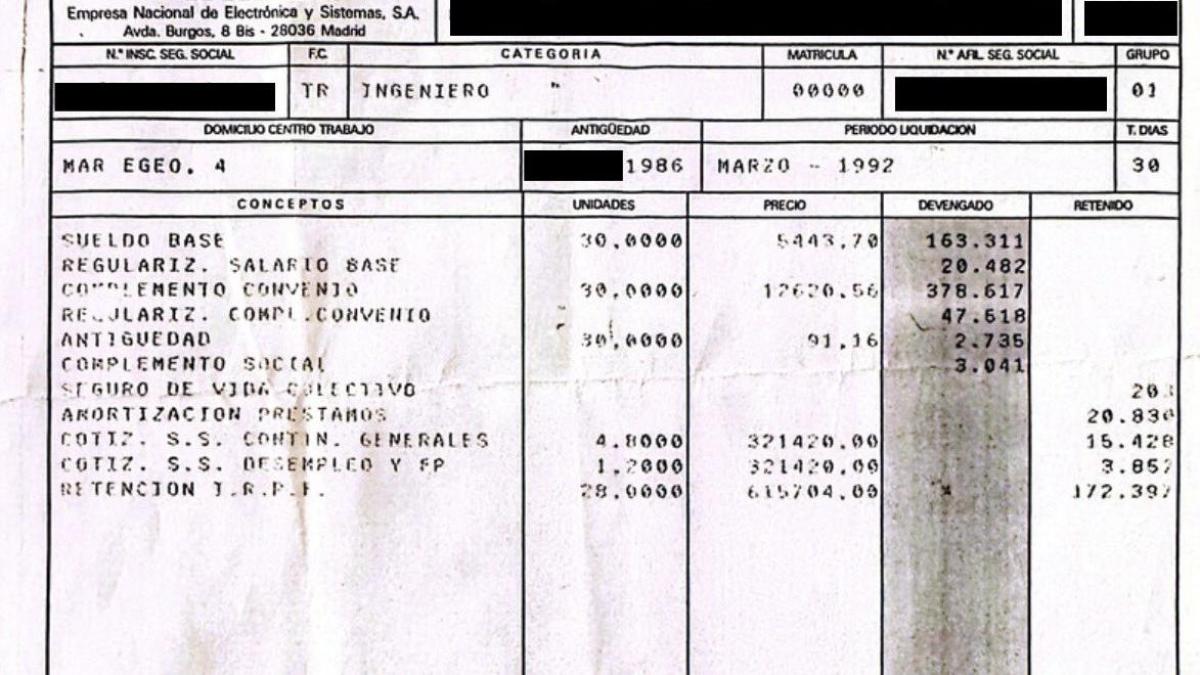 Empresa Nacional de Electrónica y Sistemas, S.A.
Avda. Burgos, 8 Bis - 28036 Madrid
N.º INSC. SEG. SOCIAL F.C. CATEGORIA MATRICULA N.º AFIL. SEG. SOCIAL GRUPO
TR INGENIERO " 00000 01
DOMICILIO CENTRO TRABAJO ANTIGÜEDAD PERIODO LIQUIDACION T. DIAS
MAR EGEO, 4 1986 MARZO - 1992 30
CONCEPTOS UNIDADES PRECIO DEVENGADO RETENIDO
SUELDO BASE 30,0000 5443,70 163.311
REGULARIZ. SALARIO BASE 20.482
COMPLEMENTO CONVENIO 30,0000 12620,56 378.617
REGULARIZ. COMPL.CONVENIO 47.518
ANTIGUEDAD 30,0000 91,16 2.735
COMPLEMENTO SOCIAL 3.041
SEGURO DE VIDA COLECTIVO
AMORTIZACION PRESTAMOS 20.830
COTIZ. S.S. CONTIN. GENERALES 4,8000 321420,00 15.428
COTIZ. S.S. DESEMPLEO Y FP 1,2000 321420,00 3.857
RETENCION I.R.P.F. 28,0000 615704,00 172.397